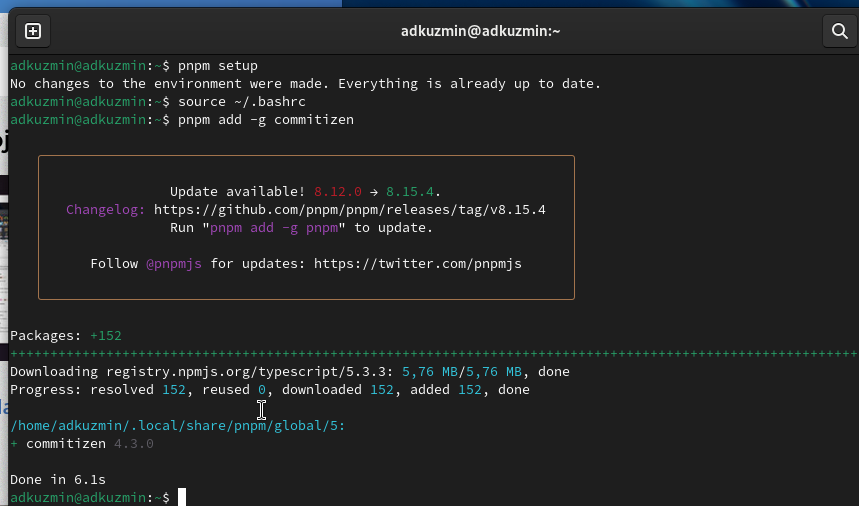 adkuzmin@adkuzmin:~
adkuzmin@adkuzmin:~$ pnpm setup
No changes to the environment were made. Everything is already up to date.
adkuzmin@adkuzmin:~$ source ~/.bashrc
adkuzmin@adkuzmin:~$ pnpm add -g commitizen
Update available! 8.12.0 → 8.15.4.
Changelog: https://github.com/pnpm/pnpm/releases/tag/v8.15.4
Run "pnpm add -g pnpm" to update.
Follow @pnpmjs for updates: https://twitter.com/pnpmjs
Packages: +152
++++++++++++++++++++++++++++++++++++++++++++++++++++++++++++++++++++++++++++++++++++++++++++++++++++++++++
Downloading registry.npmjs.org/typescript/5.3.3: 5,76 MB/5,76 MB, done
Progress: resolved 152, reused 0, downloaded 152, added 152, done
/home/adkuzmin/.local/share/pnpm/global/5:
+ commitizen 4.3.0
Done in 6.1s
adkuzmin@adkuzmin:~$